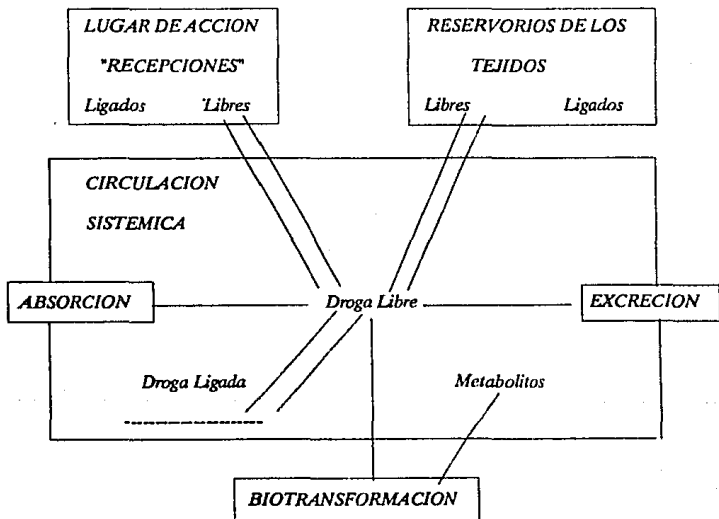 LUGAR DE ACCION
"RECEPCIONES"
Ligados Libres
RESERVORIOS DE LOS
TEJIDOS
Libres Ligados
CIRCULACION
SISTEMICA
ABSORCION
Droga Libre
EXCRECION
Droga Ligada
Metabolitos
BIOTRANSFORMACION